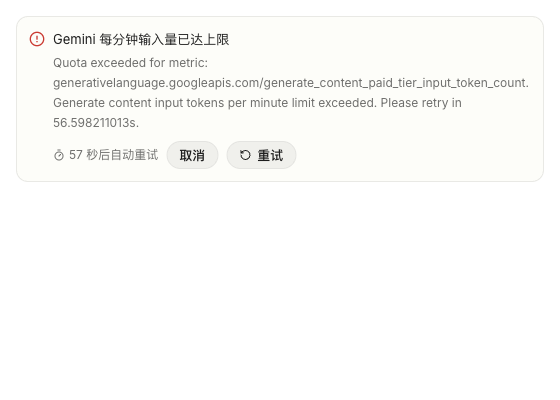 Gemini 每分钟输入量已达上限
Quota exceeded for metric:
generativelanguage.googleapis.com/generate_content_paid_tier_input_token_count.
Generate content input tokens per minute limit exceeded. Please retry in
56.598211013s.
57 秒后自动重试 取消 重试